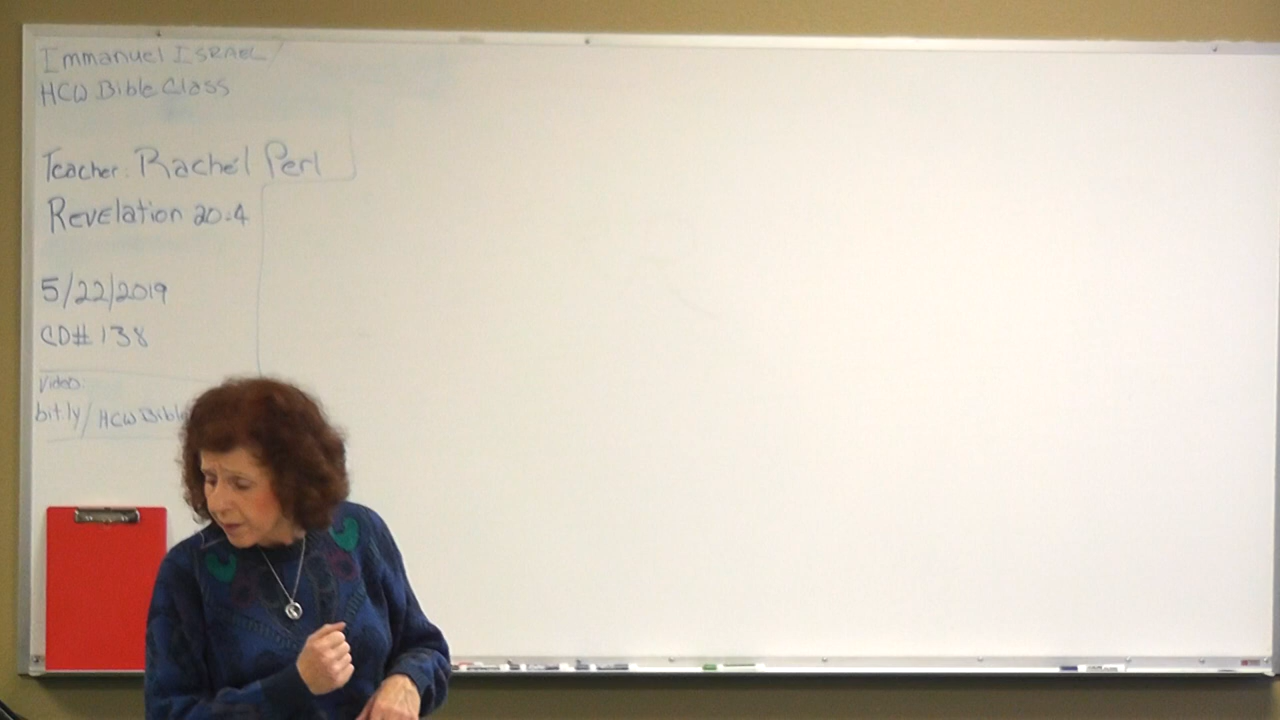 Immanuel ISRAEL/
HCW Bible Class
Teacher: Rachel Perl
Revelation 20:4
5/22/2019
CD# 138
Video:
bit.ly/HCWBible